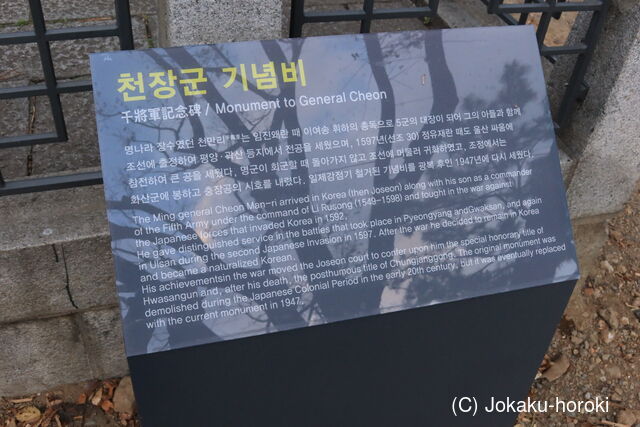 천장군 기념비
千將軍記念碑 / Monument to General Cheon
명나라 장수였던 천만리 는 임진왜란 때 이여송 휘하의 총독으로 5군의 대장이 되어 그의 아들과 함께
조선에 출정하여 평양·곽산 등지에서 전공을 세웠으며, 1597년(선조 30) 정유재란 때도 울산 싸움에
참전하여 큰 공을 세웠다. 명군이 회군할 때 돌아가지 않고 조선에 머물러 귀화하였고, 조정에서는
화산군에 봉하고 충장공의 시호를 내렸다. 일제강점기 철거된 기념비를 광복 후인 1947년에 다시 세웠다.
The Ming general Cheon Man-ri arrived in Korea (then Joseon) along with his son as a commander
of the Fifth Army under the command of Li Rusong (1549–1598) and fought in the war against
the Japanese forces that invaded Korea in 1592.
He gave distinguished service in the battles that took place in Pyeongyang andGwaksan, and again
in Ulsan during the second Japanese Invasion in 1597. After the war he decided to remain in Korea
and became a naturalized Korean.
His achievementsin the war moved the Joseon court to confer upon him the special honorary title of
Hwasangun and, after his death, the posthumous title of Chungjanggong. The original monument was
demolished during the Japanese Colonial Period in the early 20th century, but it was eventually replaced
with the current monument in 1947.
(C) Jokaku-horoki